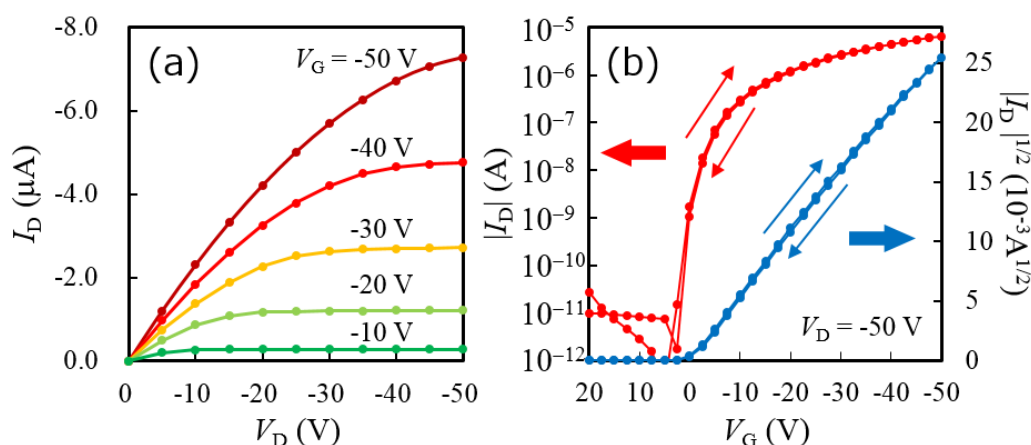 (a)
-8.0
-6.0
-4.0
-2.0
0.0
I_D (μA)
V_G = -50 V
-40 V
-30 V
-20 V
-10 V
0 -10 -20 -30 -40 -50
V_D (V)
(b)
10⁻⁵
10⁻⁶
10⁻⁷
10⁻⁸
10⁻⁹
10⁻¹⁰
10⁻¹¹
10⁻¹²
|I_D| (A)
25
20
15
10
5
0
|I_D|^{1/2} (10⁻³ A^{1/2})
V_D = -50 V
20 10 0 -10 -20 -30 -40 -50
V_G (V)